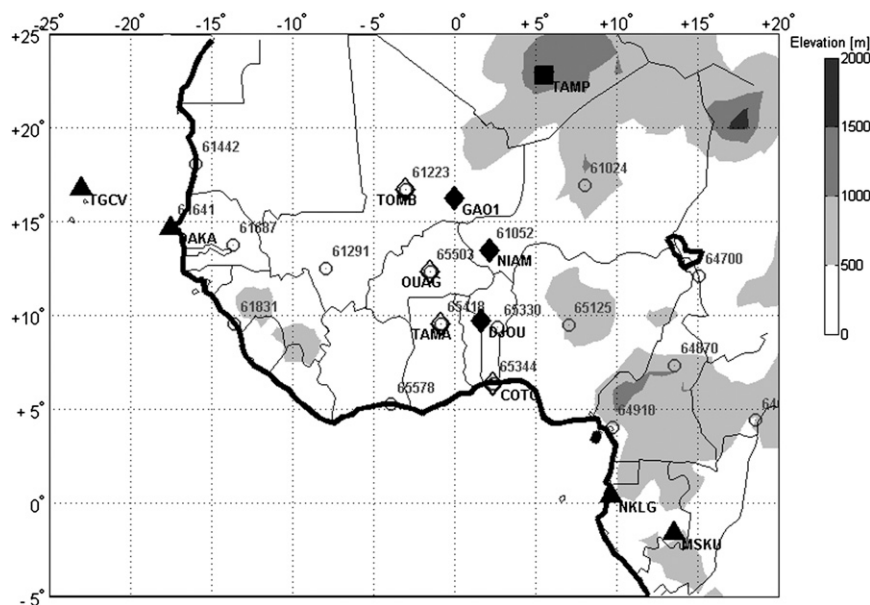 -25° -20° -15° -10° -5° 0° +5° +10° +15° +20°
+25°
+20°
+15°
+10°
+5°
0°
-5°
Elevation [m]
2000
1500
1000
500
0
TAMP
61442
61223
61024
TGCV
TOMB
GAO1
61641
DAKA
61687
61291
65503
61052
NIAM
OUAG
64700
61831
65418
65330
65125
TAMA
DJOU
64870
65344
COTO
65578
64910
NKLG
MSKU